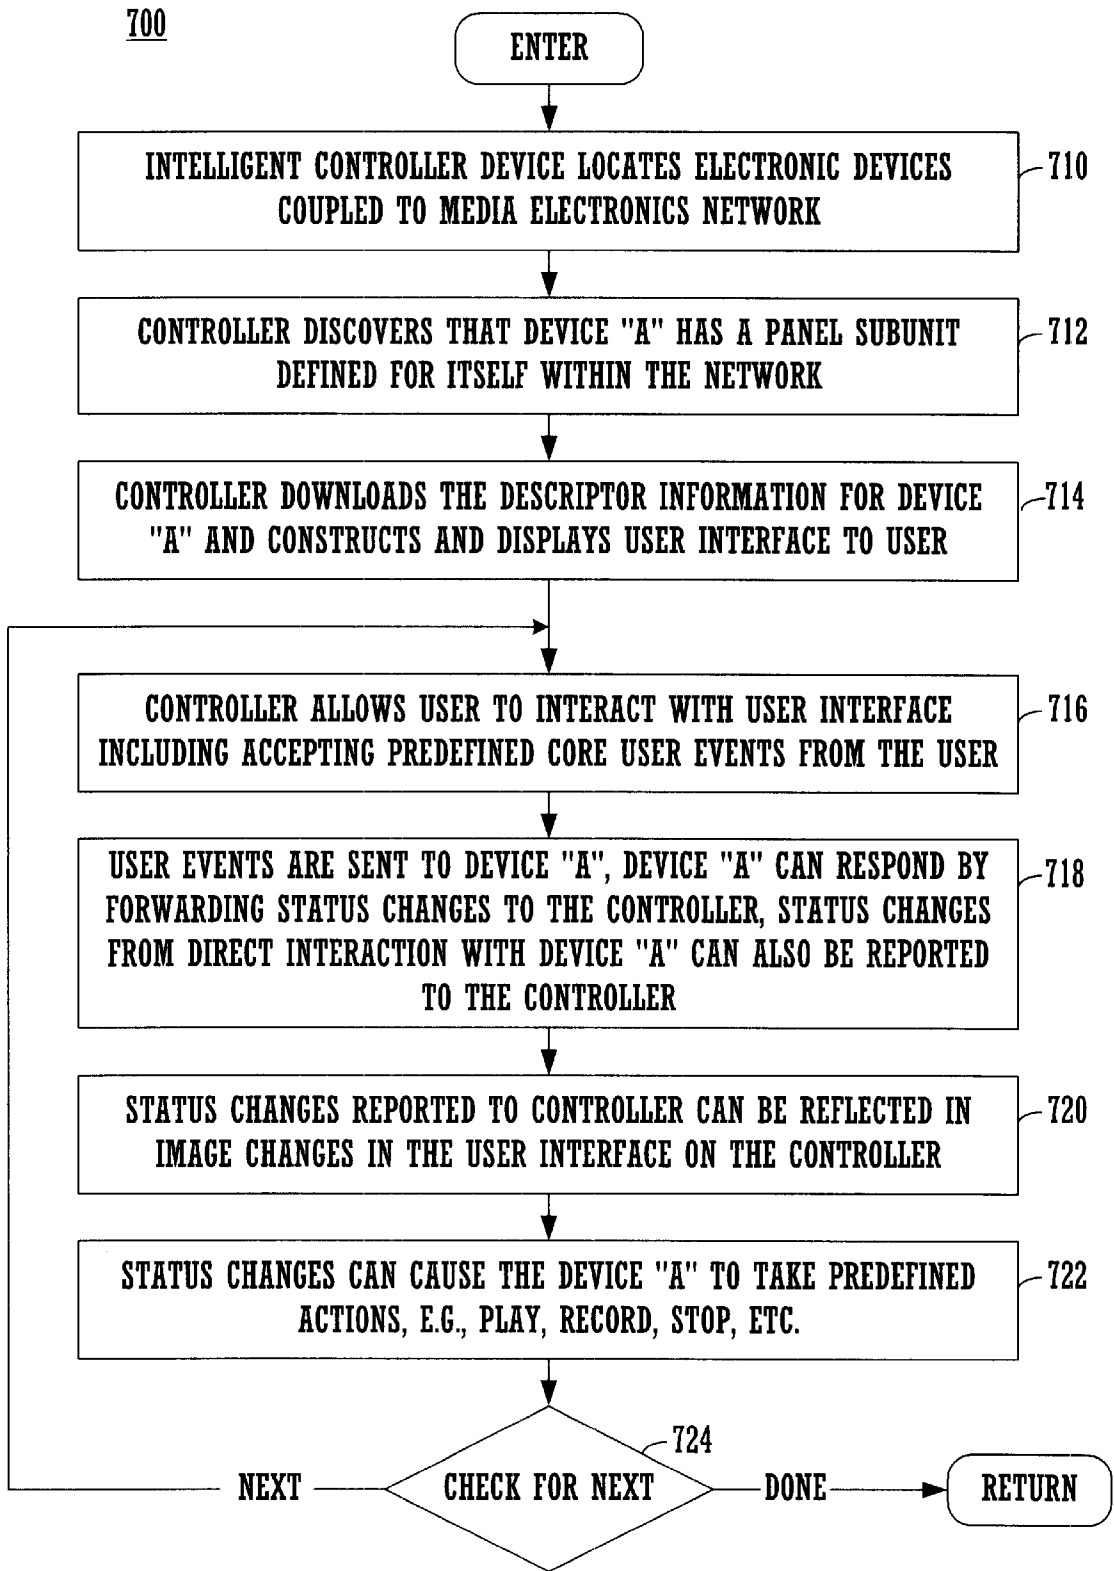 700
ENTER
INTELLIGENT CONTROLLER DEVICE LOCATES ELECTRONIC DEVICES
COUPLED TO MEDIA ELECTRONICS NETWORK
710
CONTROLLER DISCOVERS THAT DEVICE "A" HAS A PANEL SUBUNIT
DEFINED FOR ITSELF WITHIN THE NETWORK
712
CONTROLLER DOWNLOADS THE DESCRIPTOR INFORMATION FOR DEVICE
"A" AND CONSTRUCTS AND DISPLAYS USER INTERFACE TO USER
714
CONTROLLER ALLOWS USER TO INTERACT WITH USER INTERFACE
INCLUDING ACCEPTING PREDEFINED CORE USER EVENTS FROM THE USER
716
USER EVENTS ARE SENT TO DEVICE "A", DEVICE "A" CAN RESPOND BY
FORWARDING STATUS CHANGES TO THE CONTROLLER, STATUS CHANGES
FROM DIRECT INTERACTION WITH DEVICE "A" CAN ALSO BE REPORTED
TO THE CONTROLLER
718
STATUS CHANGES REPORTED TO CONTROLLER CAN BE REFLECTED IN
IMAGE CHANGES IN THE USER INTERFACE ON THE CONTROLLER
720
STATUS CHANGES CAN CAUSE THE DEVICE "A" TO TAKE PREDEFINED
ACTIONS, E.G., PLAY, RECORD, STOP, ETC.
722
724
NEXT
CHECK FOR NEXT
DONE
RETURN